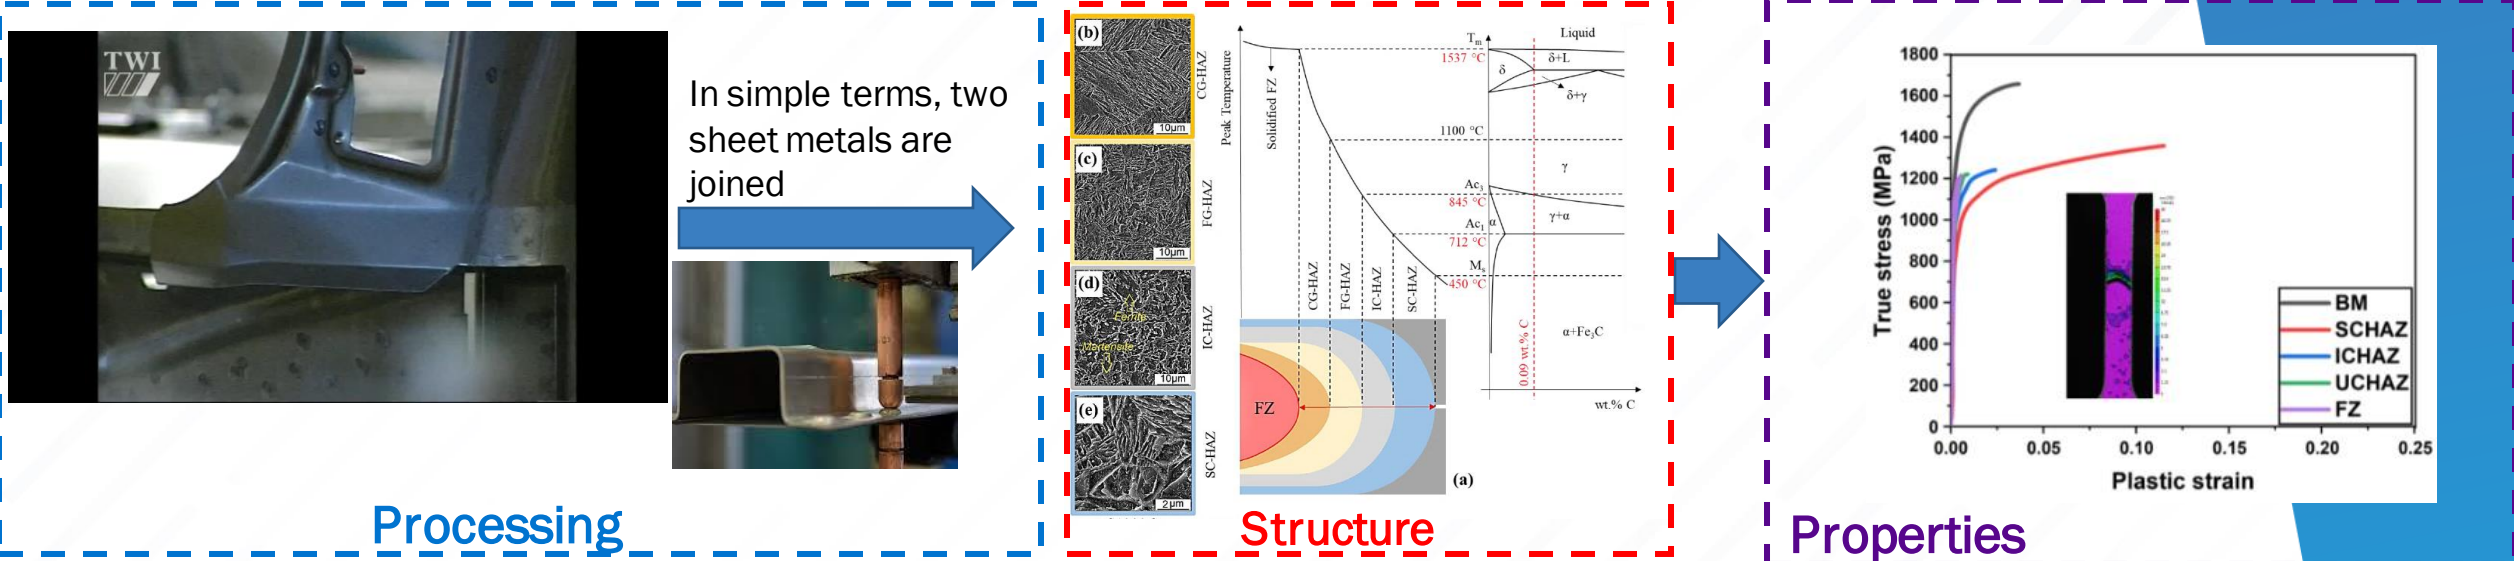 TWI
In simple terms, two
sheet metals are
joined
Processing
(b)
10μm
CG-HAZ
(c)
10μm
FG-HAZ
(d)
Ferrite
Martensite
10μm
IC-HAZ
(e)
2μm
SC-HAZ
Peak Temperature
Solidified FZ
Tm
1537 °C
1100 °C
Ac3
845 °C
Ac1
712 °C
Ms
450 °C
CG-HAZ
FG-HAZ
IC-HAZ
SC-HAZ
Liquid
δ+L
δ
δ+γ
γ
γ+α
α
α+Fe3C
0.09 wt.% C
wt.% C
FZ
(a)
Structure
True stress (MPa)
1800
1600
1400
1200
1000
800
600
400
200
0
0.00 0.05 0.10 0.15 0.20 0.25
Plastic strain
BM
SCHAZ
ICHAZ
UCHAZ
FZ
Properties